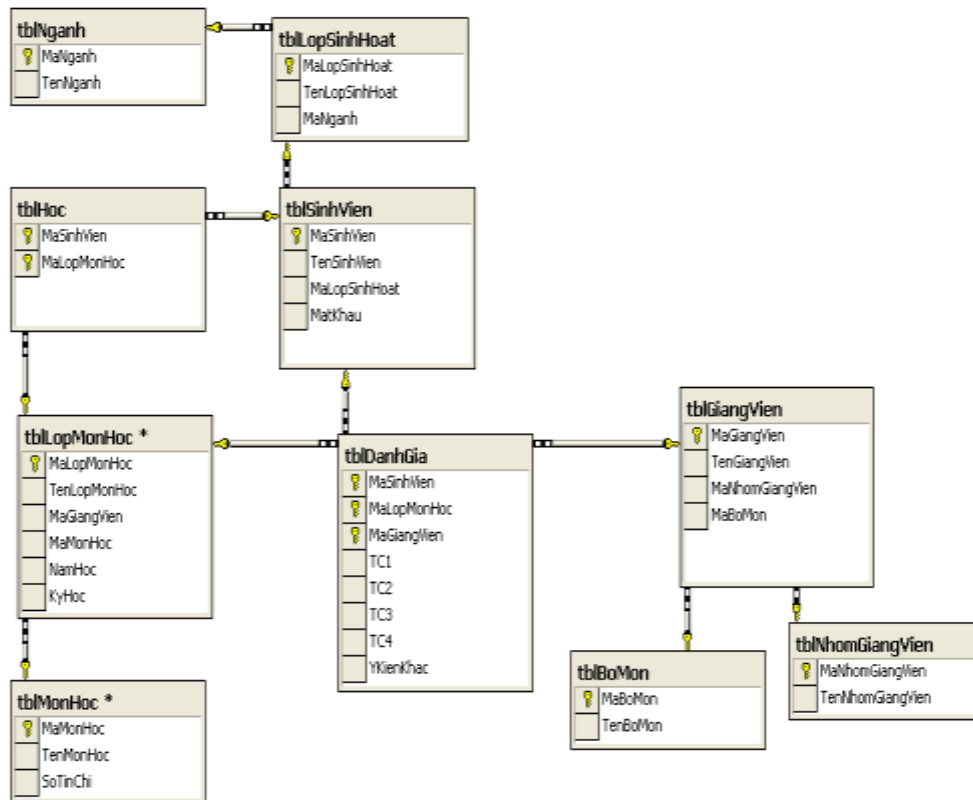 tblNganh
MaNganh
TenNganh
tblLopSinhHoat
MaLopSinhHoat
TenLopSinhHoat
MaNganh
tblHoc
MaSinhVien
MaLopMonHoc
tblSinhVien
MaSinhVien
TenSinhVien
MaLopSinhHoat
MatKhau
tblLopMonHoc *
MaLopMonHoc
TenLopMonHoc
MaGiangVien
MaMonHoc
NamHoc
KyHoc
tblDanhGia
MaSinhVien
MaLopMonHoc
MaGiangVien
TC1
TC2
TC3
TC4
YKienKhac
tblGiangVien
MaGiangVien
TenGiangVien
MaNhomGiangVien
MaBoMon
tblMonHoc *
MaMonHoc
TenMonHoc
SoTinChi
tblBoMon
MaBoMon
TenBoMon
tblNhomGiangVien
MaNhomGiangVien
TenNhomGiangVien